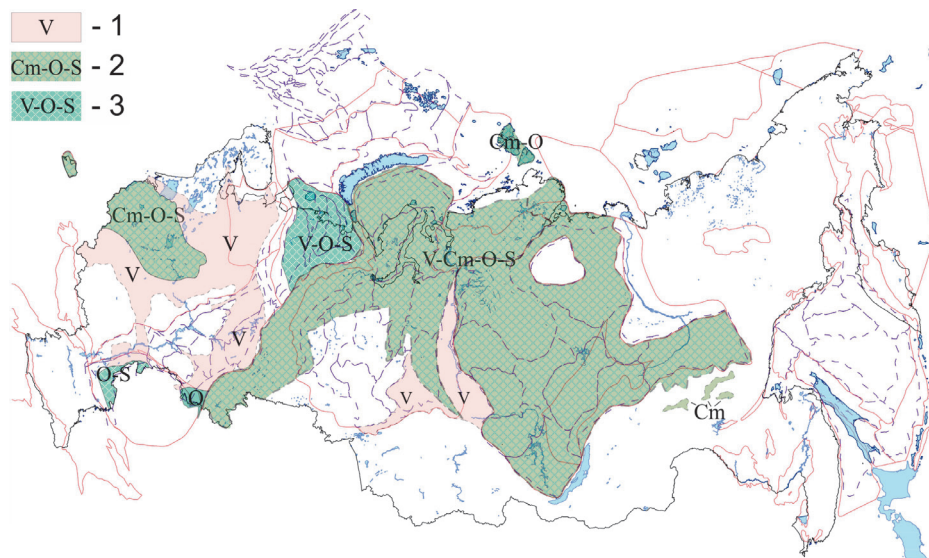 V - 1
Cm-O-S - 2
V-O-S - 3
Cm-O
Cm-O-S
V
V-O-S
V
V-Cm-O-S
V
O-S
O
V
V
Cm